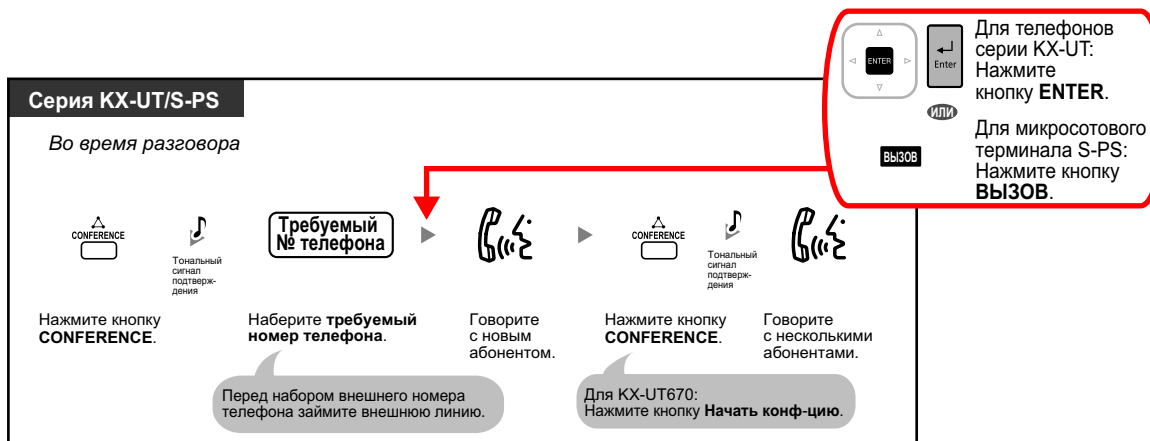 Для телефонов
серии KX-UT:
Нажмите
кнопку ENTER.
ENTER
Enter
ИЛИ
Для микросотового
терминала S-PS:
Нажмите кнопку
ВЫЗОВ.
ВЫЗОВ
Серия KX-UT/S-PS
Во время разговора
CONFERENCE
Тональный
сигнал
подтверж-
дения
Требуемый
№ телефона
CONFERENCE
Тональный
сигнал
подтверж-
дения
Нажмите кнопку
CONFERENCE.
Наберите требуемый
номер телефона.
Говорите
с новым
абонентом.
Нажмите кнопку
CONFERENCE.
Говорите
с несколькими
абонентами.
Перед набором внешнего номера
телефона займите внешнюю линию.
Для KX-UT670:
Нажмите кнопку Начать конф-цию.